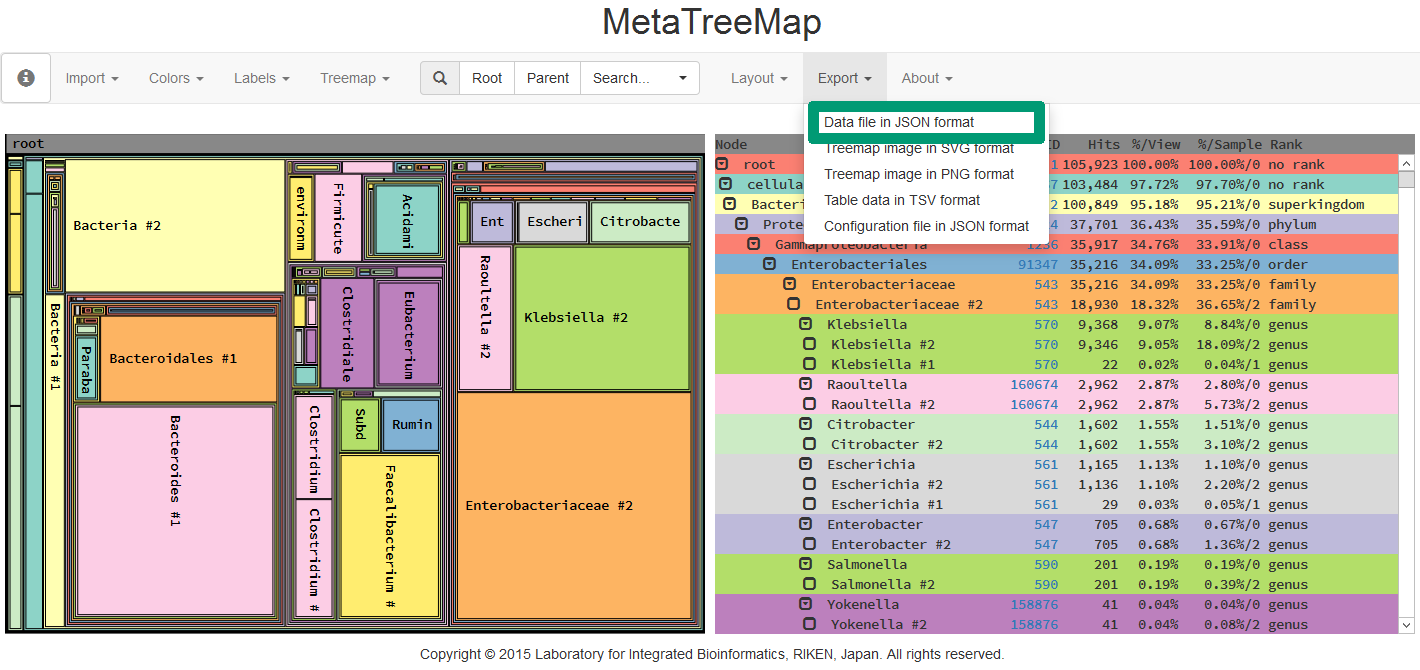 MetaTreeMap
Import Colors Labels Treemap Root Parent Search... Layout Export About
Data file in JSON format
Treemap image in SVG format
Treemap image in PNG format
Table data in TSV format
Configuration file in JSON format
root
Bacteria #2
Bacteria #1
Paraba
Bacteroidales #1
Bacteroides #1
environm
Firmicute
Acidami
Clostridiale
Eubacterium
Clostridium
Clostridium #
Subd
Rumin
Faecalibacterium #
Ent
Escheri
Citrobacte
Raoultella #2
Klebsiella #2
Enterobacteriaceae #2
Node ID Hits %/View %/Sample Rank
root 1 105,923 100.00% 100.00%/0 no rank
cellula 7 103,484 97.72% 97.70%/0 no rank
Bacteri 2 100,849 95.18% 95.21%/0 superkingdom
Prote 4 37,701 36.43% 35.59%/0 phylum
Gammaproteobacteria 1236 35,917 34.76% 33.91%/0 class
Enterobacteriales 91347 35,216 34.09% 33.25%/0 order
Enterobacteriaceae 543 35,216 34.09% 33.25%/0 family
Enterobacteriaceae #2 543 18,930 18.32% 36.65%/2 family
Klebsiella 570 9,368 9.07% 8.84%/0 genus
Klebsiella #2 570 9,346 9.05% 18.09%/2 genus
Klebsiella #1 570 22 0.02% 0.04%/1 genus
Raoultella 160674 2,962 2.87% 2.80%/0 genus
Raoultella #2 160674 2,962 2.87% 5.73%/2 genus
Citrobacter 544 1,602 1.55% 1.51%/0 genus
Citrobacter #2 544 1,602 1.55% 3.10%/2 genus
Escherichia 561 1,165 1.13% 1.10%/0 genus
Escherichia #2 561 1,136 1.10% 2.20%/2 genus
Escherichia #1 561 29 0.03% 0.05%/1 genus
Enterobacter 547 705 0.68% 0.67%/0 genus
Enterobacter #2 547 705 0.68% 1.36%/2 genus
Salmonella 590 201 0.19% 0.19%/0 genus
Salmonella #2 590 201 0.19% 0.39%/2 genus
Yokenella 158876 41 0.04% 0.04%/0 genus
Yokenella #2 158876 41 0.04% 0.08%/2 genus
Copyright © 2015 Laboratory for Integrated Bioinformatics, RIKEN, Japan. All rights reserved.